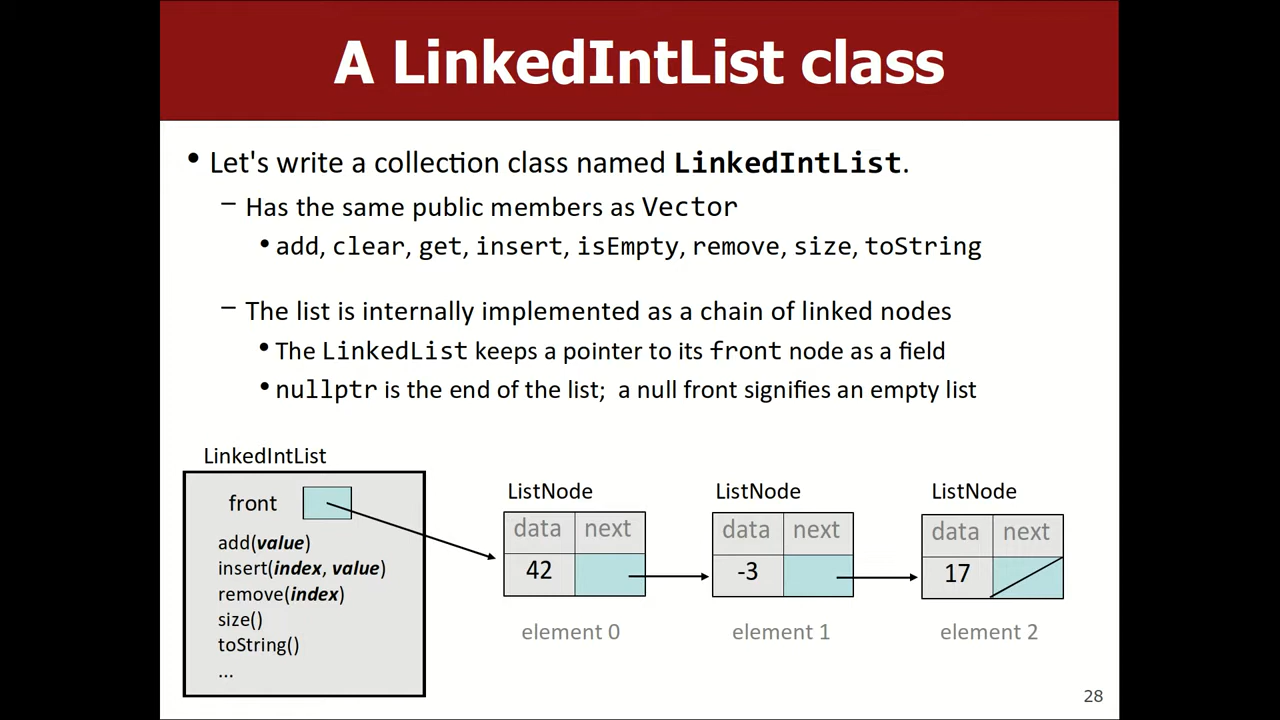 A LinkedIntList class
• Let's write a collection class named LinkedIntList.
– Has the same public members as Vector
• add, clear, get, insert, isEmpty, remove, size, toString
– The list is internally implemented as a chain of linked nodes
• The LinkedList keeps a pointer to its front node as a field
• nullptr is the end of the list;  a null front signifies an empty list
LinkedIntList
front
add(value)
insert(index, value)
remove(index)
size()
toString()
...
ListNode
data next
42
element 0
ListNode
data next
-3
element 1
ListNode
data next
17
element 2
28